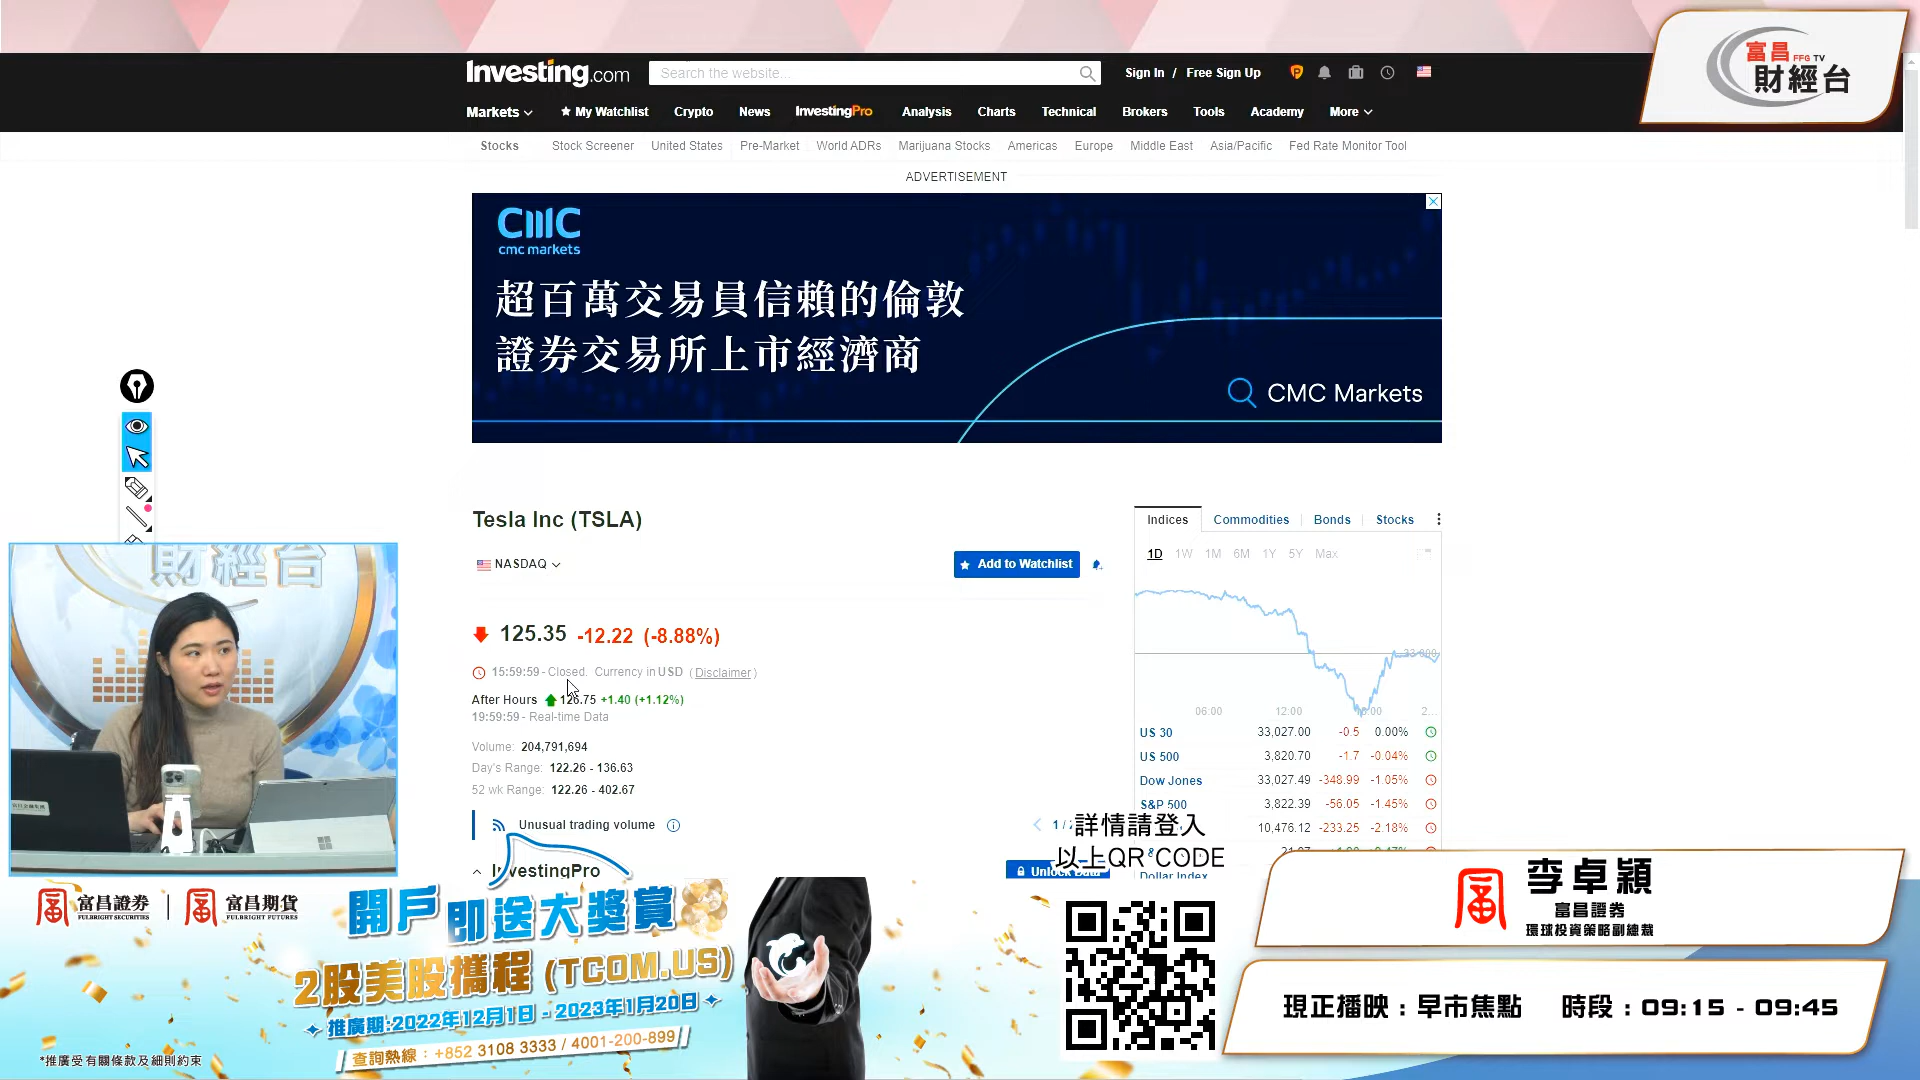 Investing.com
Search the website...
Sign In / Free Sign Up
富昌 FFG TV
財經台
Markets
My Watchlist
Crypto
News
InvestingPro
Analysis
Charts
Technical
Brokers
Tools
Academy
More
Stocks
Stock Screener
United States
Pre-Market
World ADRs
Marijuana Stocks
Americas
Europe
Middle East
Asia/Pacific
Fed Rate Monitor Tool
ADVERTISEMENT
CMC
cmc markets
超百萬交易員信賴的倫敦
證券交易所上市經濟商
CMC Markets
Tesla Inc (TSLA)
NASDAQ
Add to Watchlist
125.35 -12.22 (-8.88%)
15:59:59 - Closed. Currency in USD ( Disclaimer )
After Hours 126.75 +1.40 (+1.12%)
19:59:59 - Real-time Data
Volume: 204,791,694
Day's Range: 122.26 - 136.63
52 wk Range: 122.26 - 402.67
Unusual trading volume
InvestingPro
Unlock Data
Indices
Commodities
Bonds
Stocks
1D 1W 1M 6M 1Y 5Y Max
33,000
06:00 12:00
US 30 33,027.00 -0.5 0.00%
US 500 3,820.70 -1.7 -0.04%
Dow Jones 33,027.49 -348.99 -1.05%
S&P 500 3,822.39 -56.05 -1.45%
10,476.12 -233.25 -2.18%
Dollar Index
詳情請登入
以上QR CODE
財經台
富昌證券
FULBRIGHT SECURITIES
富昌期貨
FULBRIGHT FUTURES
開戶即送大獎賞
2股美股攜程 (TCOM.US)
推廣期:2022年12月1日 - 2023年1月20日
查詢熱線：+852 3108 3333 / 4001-200-899
*推廣受有關條款及細則約束
李卓穎
富昌證券
環球投資策略副總裁
現正播映：早市焦點 時段：09:15 - 09:45